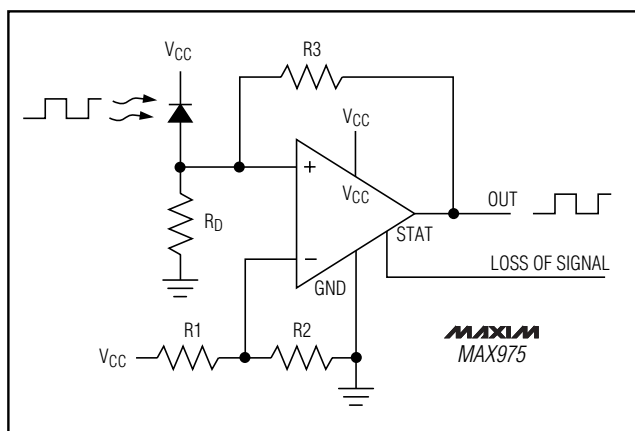 R3
VCC
VCC
+
VCC
RD
OUT
STAT
−
LOSS OF SIGNAL
GND
R1
R2
MAXIM
VCC
MAX975